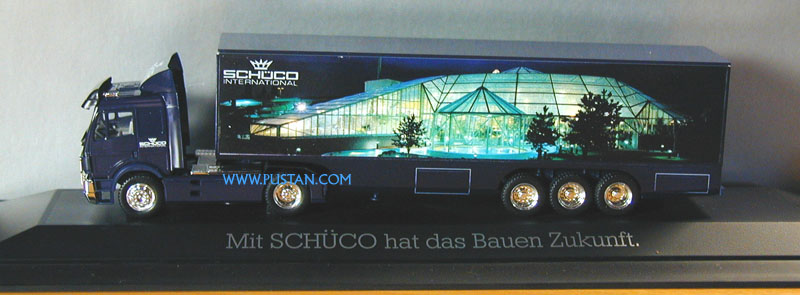 SCHÜCO
INTERNATIONAL
SCHÜCO
WWW.PUSTAN.COM
Mit SCHÜCO hat das Bauen Zukunft.